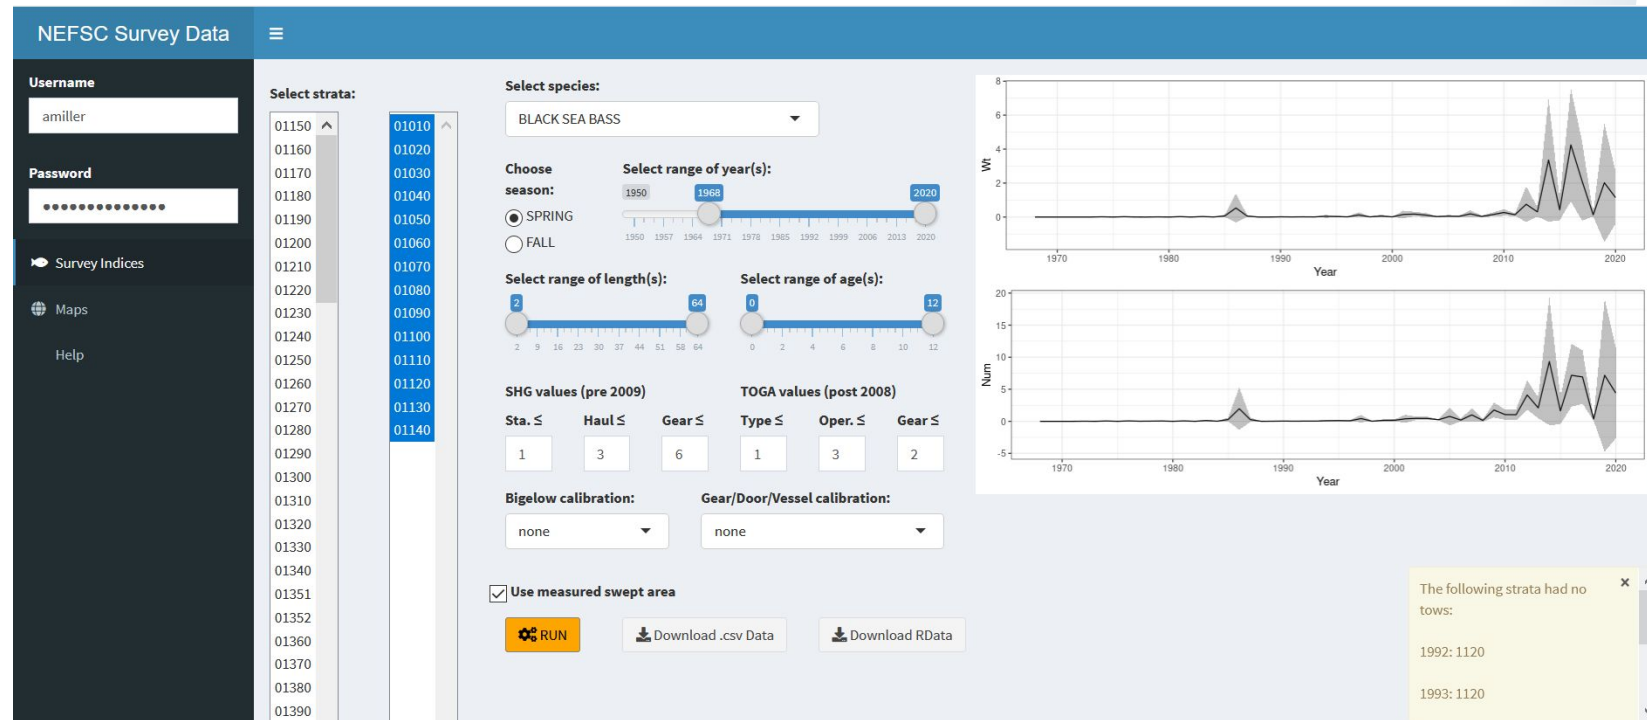 NEFSC Survey Data
Username
amiller
Password
●●●●●●●●●●●●●●
Survey Indices
Maps
Help
Select strata:
01150
01160
01170
01180
01190
01200
01210
01220
01230
01240
01250
01260
01270
01280
01290
01300
01310
01320
01330
01340
01351
01352
01360
01370
01380
01390
01010
01020
01030
01040
01050
01060
01070
01080
01090
01100
01110
01120
01130
01140
Select species:
BLACK SEA BASS
Choose season:
SPRING
FALL
Select range of year(s):
1950 1968 2020
1950 1957 1964 1971 1978 1985 1992 1999 2006 2013 2020
Select range of length(s):
2 64
2 9 16 23 30 37 44 51 58 64
Select range of age(s):
0 12
0 2 4 6 8 10 12
SHG values (pre 2009)
Sta. ≤ Haul ≤ Gear ≤
1 3 6
TOGA values (post 2008)
Type ≤ Oper. ≤ Gear ≤
1 3 2
Bigelow calibration:
none
Gear/Door/Vessel calibration:
none
Use measured swept area
RUN
Download .csv Data
Download RData
8
6
4
2
0
Wt
1970 1980 1990 2000 2010 2020
Year
20
15
10
5
0
-5
Num
1970 1980 1990 2000 2010 2020
Year
The following strata had no
tows:
1992: 1120
1993: 1120